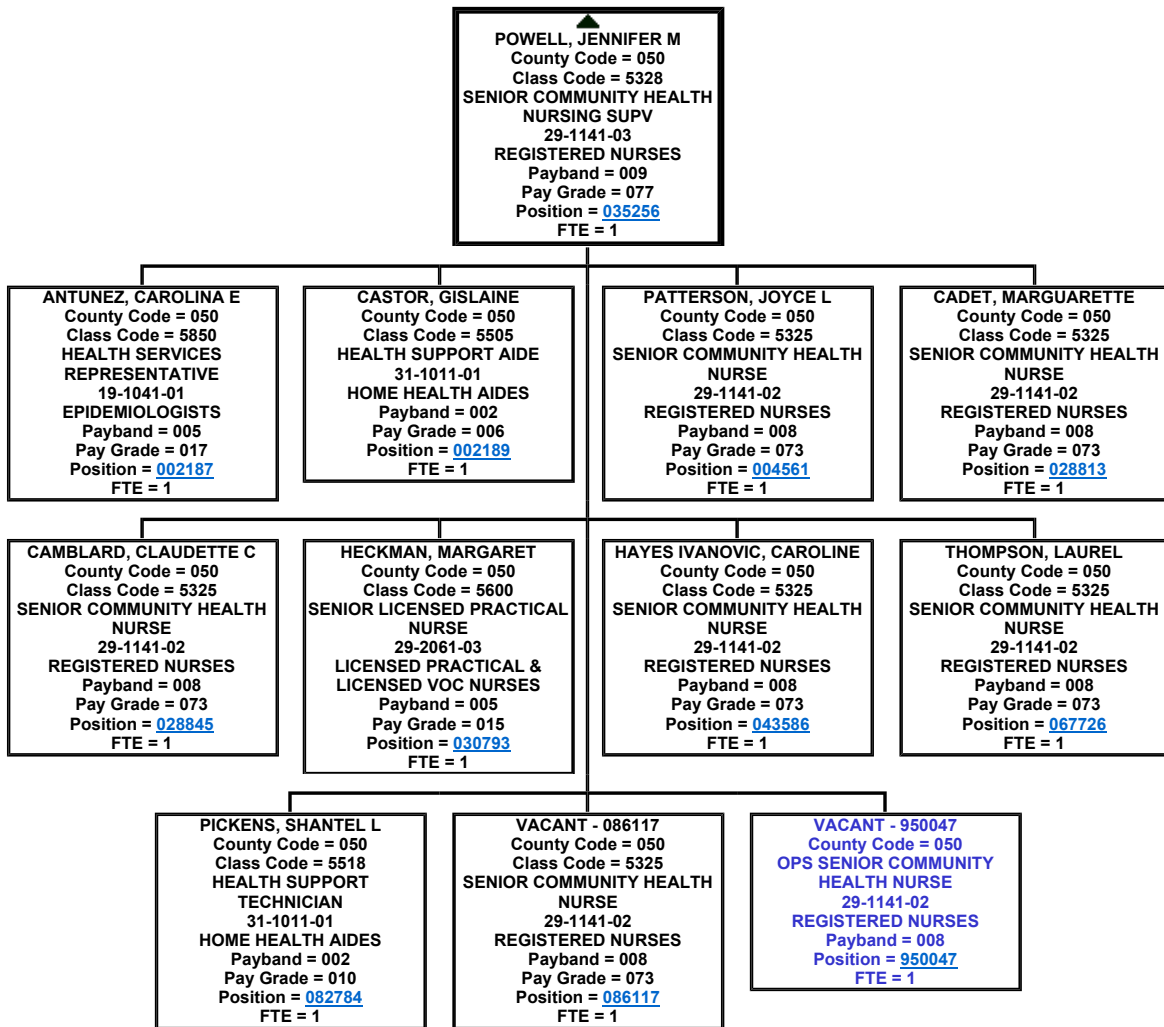 POWELL, JENNIFER M
County Code = 050
Class Code = 5328
SENIOR COMMUNITY HEALTH
NURSING SUPV
29-1141-03
REGISTERED NURSES
Payband = 009
Pay Grade = 077
Position = 035256
FTE = 1
ANTUNEZ, CAROLINA E
County Code = 050
Class Code = 5850
HEALTH SERVICES
REPRESENTATIVE
19-1041-01
EPIDEMIOLOGISTS
Payband = 005
Pay Grade = 017
Position = 002187
FTE = 1
CASTOR, GISLAINE
County Code = 050
Class Code = 5505
HEALTH SUPPORT AIDE
31-1011-01
HOME HEALTH AIDES
Payband = 002
Pay Grade = 006
Position = 002189
FTE = 1
PATTERSON, JOYCE L
County Code = 050
Class Code = 5325
SENIOR COMMUNITY HEALTH
NURSE
29-1141-02
REGISTERED NURSES
Payband = 008
Pay Grade = 073
Position = 004561
FTE = 1
CADET, MARGUARETTE
County Code = 050
Class Code = 5325
SENIOR COMMUNITY HEALTH
NURSE
29-1141-02
REGISTERED NURSES
Payband = 008
Pay Grade = 073
Position = 028813
FTE = 1
CAMBLARD, CLAUDETTE C
County Code = 050
Class Code = 5325
SENIOR COMMUNITY HEALTH
NURSE
29-1141-02
REGISTERED NURSES
Payband = 008
Pay Grade = 073
Position = 028845
FTE = 1
HECKMAN, MARGARET
County Code = 050
Class Code = 5600
SENIOR LICENSED PRACTICAL
NURSE
29-2061-03
LICENSED PRACTICAL &
LICENSED VOC NURSES
Payband = 005
Pay Grade = 015
Position = 030793
FTE = 1
HAYES IVANOVIC, CAROLINE
County Code = 050
Class Code = 5325
SENIOR COMMUNITY HEALTH
NURSE
29-1141-02
REGISTERED NURSES
Payband = 008
Pay Grade = 073
Position = 043586
FTE = 1
THOMPSON, LAUREL
County Code = 050
Class Code = 5325
SENIOR COMMUNITY HEALTH
NURSE
29-1141-02
REGISTERED NURSES
Payband = 008
Pay Grade = 073
Position = 067726
FTE = 1
PICKENS, SHANTEL L
County Code = 050
Class Code = 5518
HEALTH SUPPORT
TECHNICIAN
31-1011-01
HOME HEALTH AIDES
Payband = 002
Pay Grade = 010
Position = 082784
FTE = 1
VACANT - 086117
County Code = 050
Class Code = 5325
SENIOR COMMUNITY HEALTH
NURSE
29-1141-02
REGISTERED NURSES
Payband = 008
Pay Grade = 073
Position = 086117
FTE = 1
VACANT - 950047
County Code = 050
OPS SENIOR COMMUNITY
HEALTH NURSE
29-1141-02
REGISTERED NURSES
Payband = 008
Position = 950047
FTE = 1